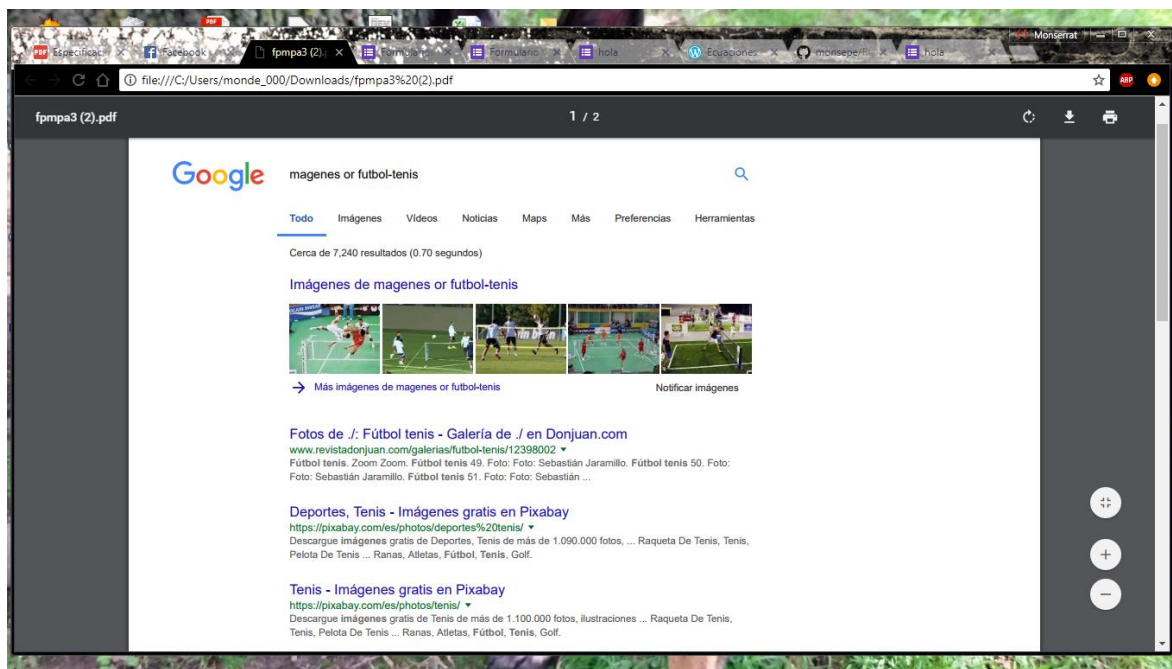 PDF
PDF Especificac
Facebook
fpmpa3 (2).
Formulario
Formulario
hola
Ecuaciones
monsepe/
hola
Monserrat
file:///C:/Users/monde_000/Downloads/fpmpa3%20(2).pdf
ABP
fpmpa3 (2).pdf
1 / 2
Google
magenes or futbol-tenis
Todo Imágenes Vídeos Noticias Maps Más Preferencias Herramientas
Cerca de 7,240 resultados (0.70 segundos)
Imágenes de magenes or futbol-tenis
Más imágenes de magenes or futbol-tenis
Notificar imágenes
Fotos de ./: Fútbol tenis - Galería de ./ en Donjuan.com
www.revistadonjuan.com/galerias/futbol-tenis/12398002
Fútbol tenis. Zoom Zoom. Fútbol tenis 49. Foto: Foto: Sebastián Jaramillo. Fútbol tenis 50. Foto:
Foto: Sebastián Jaramillo. Fútbol tenis 51. Foto: Foto: Sebastián ...
Deportes, Tenis - Imágenes gratis en Pixabay
https://pixabay.com/es/photos/deportes%20tenis/
Descargue imágenes gratis de Deportes, Tenis de más de 1.090.000 fotos, ... Raqueta De Tenis, Tenis,
Pelota De Tenis ... Ranas, Atletas, Fútbol, Tenis, Golf.
Tenis - Imágenes gratis en Pixabay
https://pixabay.com/es/photos/tenis/
Descargue imágenes gratis de Tenis de más de 1.100.000 fotos, ilustraciones ... Raqueta De Tenis,
Tenis, Pelota De Tenis ... Ranas, Atletas, Fútbol, Tenis, Golf.